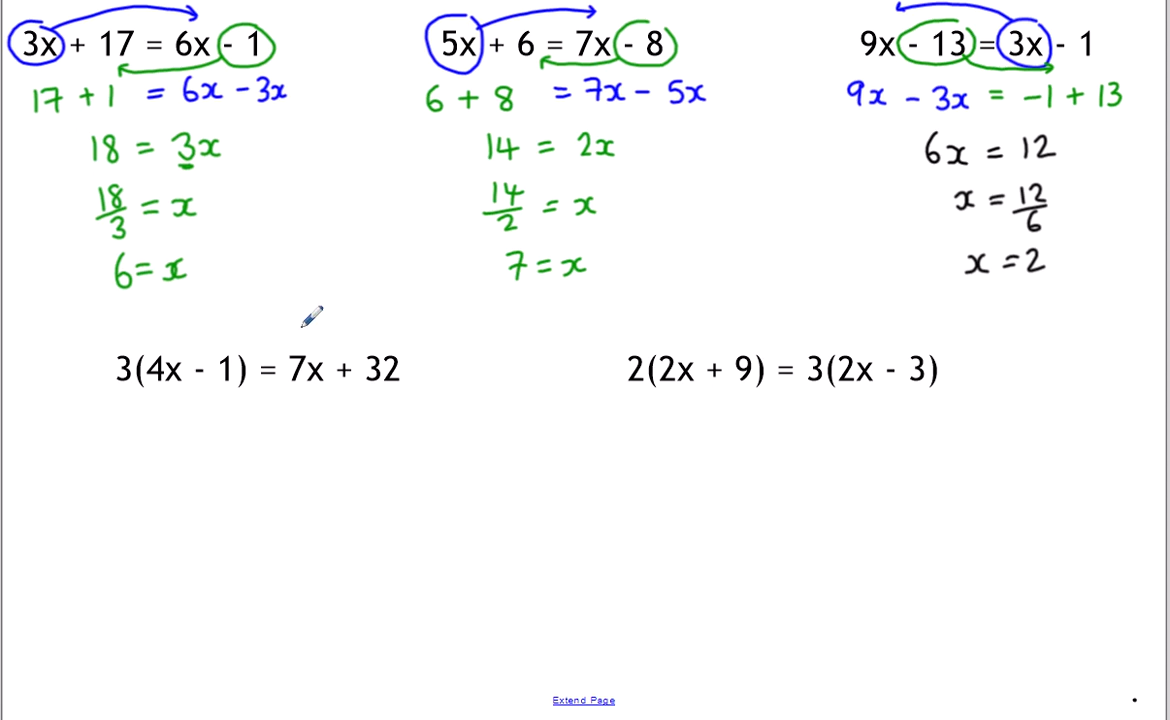 3x + 17 = 6x - 1
17 + 1 = 6x - 3x
18 = 3x
18/3 = x
6 = x
5x + 6 = 7x - 8
6 + 8 = 7x - 5x
14 = 2x
14/2 = x
7 = x
9x - 13 = 3x - 1
9x - 3x = -1 + 13
6x = 12
x = 12/6
x = 2
3(4x - 1) = 7x + 32
2(2x + 9) = 3(2x - 3)
Extend Page